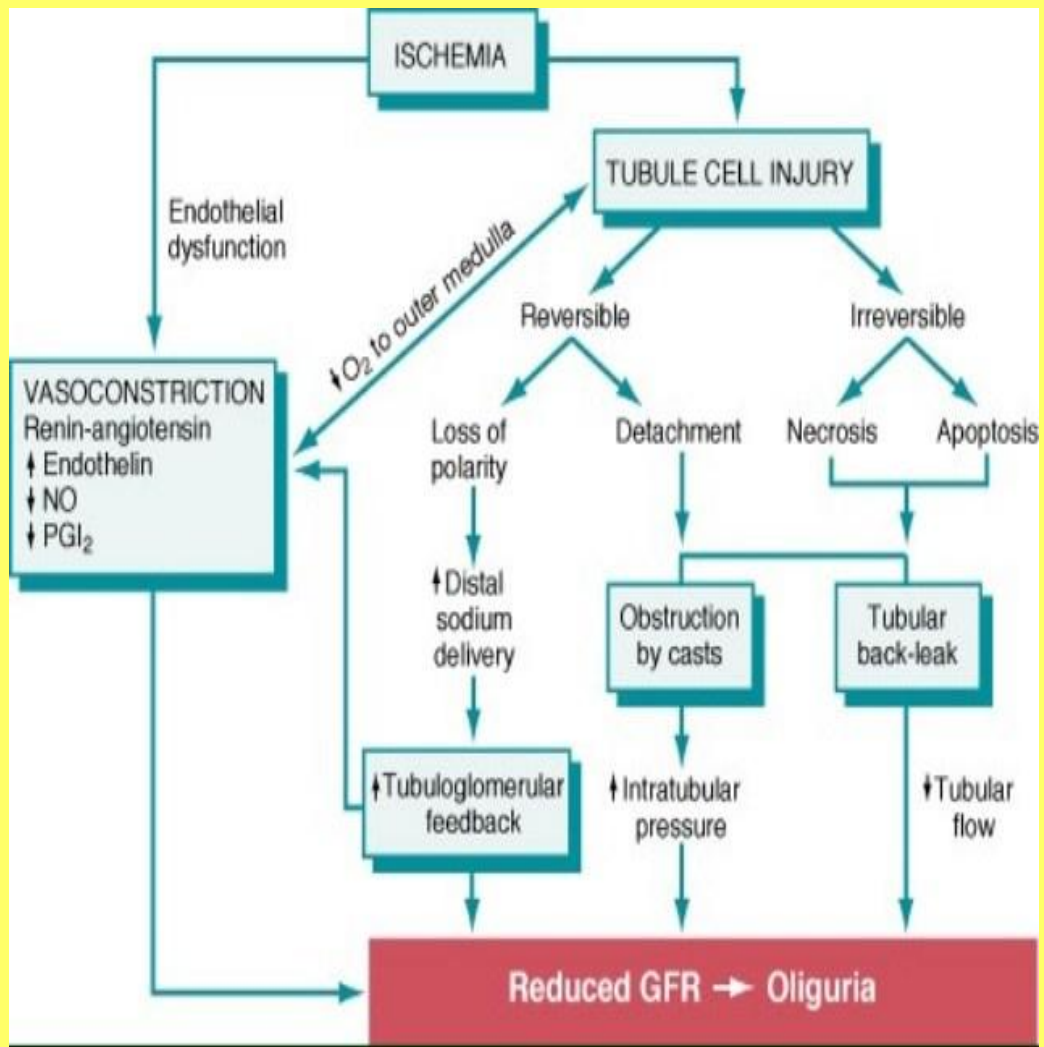 ISCHEMIA
TUBULE CELL INJURY
Endothelial
dysfunction
↓O₂ to outer medulla
Reversible
Irreversible
VASOCONSTRICTION
Renin-angiotensin
↑ Endothelin
↓ NO
↓ PGI₂
Loss of
polarity
Detachment
Necrosis
Apoptosis
↑Distal
sodium
delivery
Obstruction
by casts
Tubular
back-leak
↑Tubuloglomerular
feedback
↑Intratubular
pressure
↓Tubular
flow
Reduced GFR → Oliguria